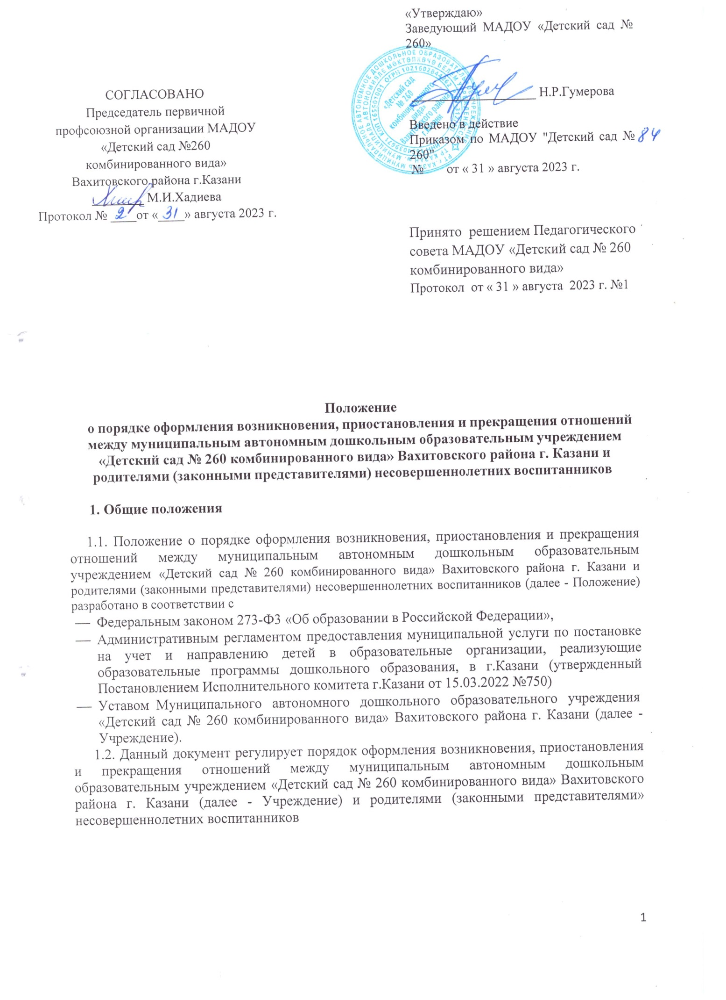 «Утверждаю»
Заведующий МАДОУ «Детский сад №
260»
Н.Р.Гумерова
Введено в действие
Приказом по МАДОУ "Детский сад № 84
260"
№ от « 31 » августа 2023 г.
СОГЛАСОВАНО
Председатель первичной
профсоюзной организации МАДОУ
«Детский сад №260
комбинированного вида»
Вахитовского района г.Казани
________ М.И.Хадиева
Протокол № 2 от «31» августа 2023 г.
«Детский сад
№ 260
комбинированного
вида»
Вахитовского района
г.Казани
Принято решением Педагогического
совета МАДОУ «Детский сад № 260
комбинированного вида»
Протокол от « 31 » августа 2023 г. №1
Положение
о порядке оформления возникновения, приостановления и прекращения отношений
между муниципальным автономным дошкольным образовательным учреждением
«Детский сад № 260 комбинированного вида» Вахитовского района г. Казани и
родителями (законными представителями) несовершеннолетних воспитанников
1. Общие положения
1.1. Положение о порядке оформления возникновения, приостановления и прекращения
отношений между муниципальным автономным дошкольным образовательным
учреждением «Детский сад № 260 комбинированного вида» Вахитовского района г. Казани и
родителями (законными представителями) несовершеннолетних воспитанников (далее - Положение)
разработано в соответствии с
— Федеральным законом 273-ФЗ «Об образовании в Российской Федерации»,
— Административным регламентом предоставления муниципальной услуги по постановке
на учет и направлению детей в образовательные организации, реализующие
образовательные программы дошкольного образования, в г.Казани (утвержденный
Постановлением Исполнительного комитета г.Казани от 15.03.2022 №750)
— Уставом Муниципального автономного дошкольного образовательного учреждения
«Детский сад № 260 комбинированного вида» Вахитовского района г. Казани (далее -
Учреждение).
1.2. Данный документ регулирует порядок оформления возникновения, приостановления
и прекращения отношений между муниципальным автономным дошкольным
образовательным учреждением «Детский сад № 260 комбинированного вида» Вахитовского
района г. Казани (далее - Учреждение) и родителями (законными представителями»
несовершеннолетних воспитанников
1